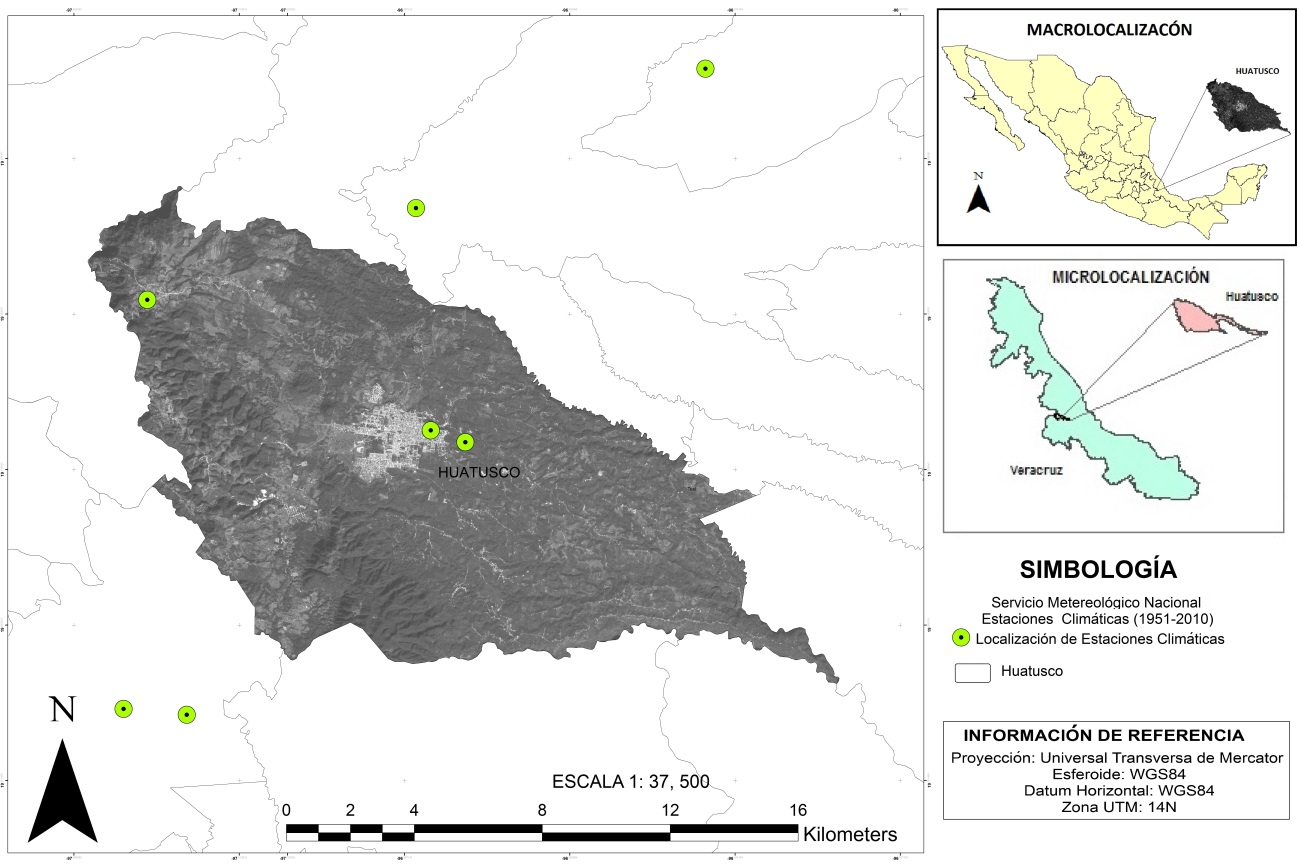 MACROLOCALIZACÓN
HUATUSCO
N
MICROLOCALIZACIÓN
Huatusco
Veracruz
HUATUSCO
SIMBOLOGÍA
Servicio Metereológico Nacional
Estaciones Climáticas (1951-2010)
Localización de Estaciones Climáticas
Huatusco
INFORMACIÓN DE REFERENCIA
Proyección: Universal Transversa de Mercator
Esferoide: WGS84
Datum Horizontal: WGS84
Zona UTM: 14N
N
ESCALA 1: 37, 500
0 2 4 8 12 16
Kilometers